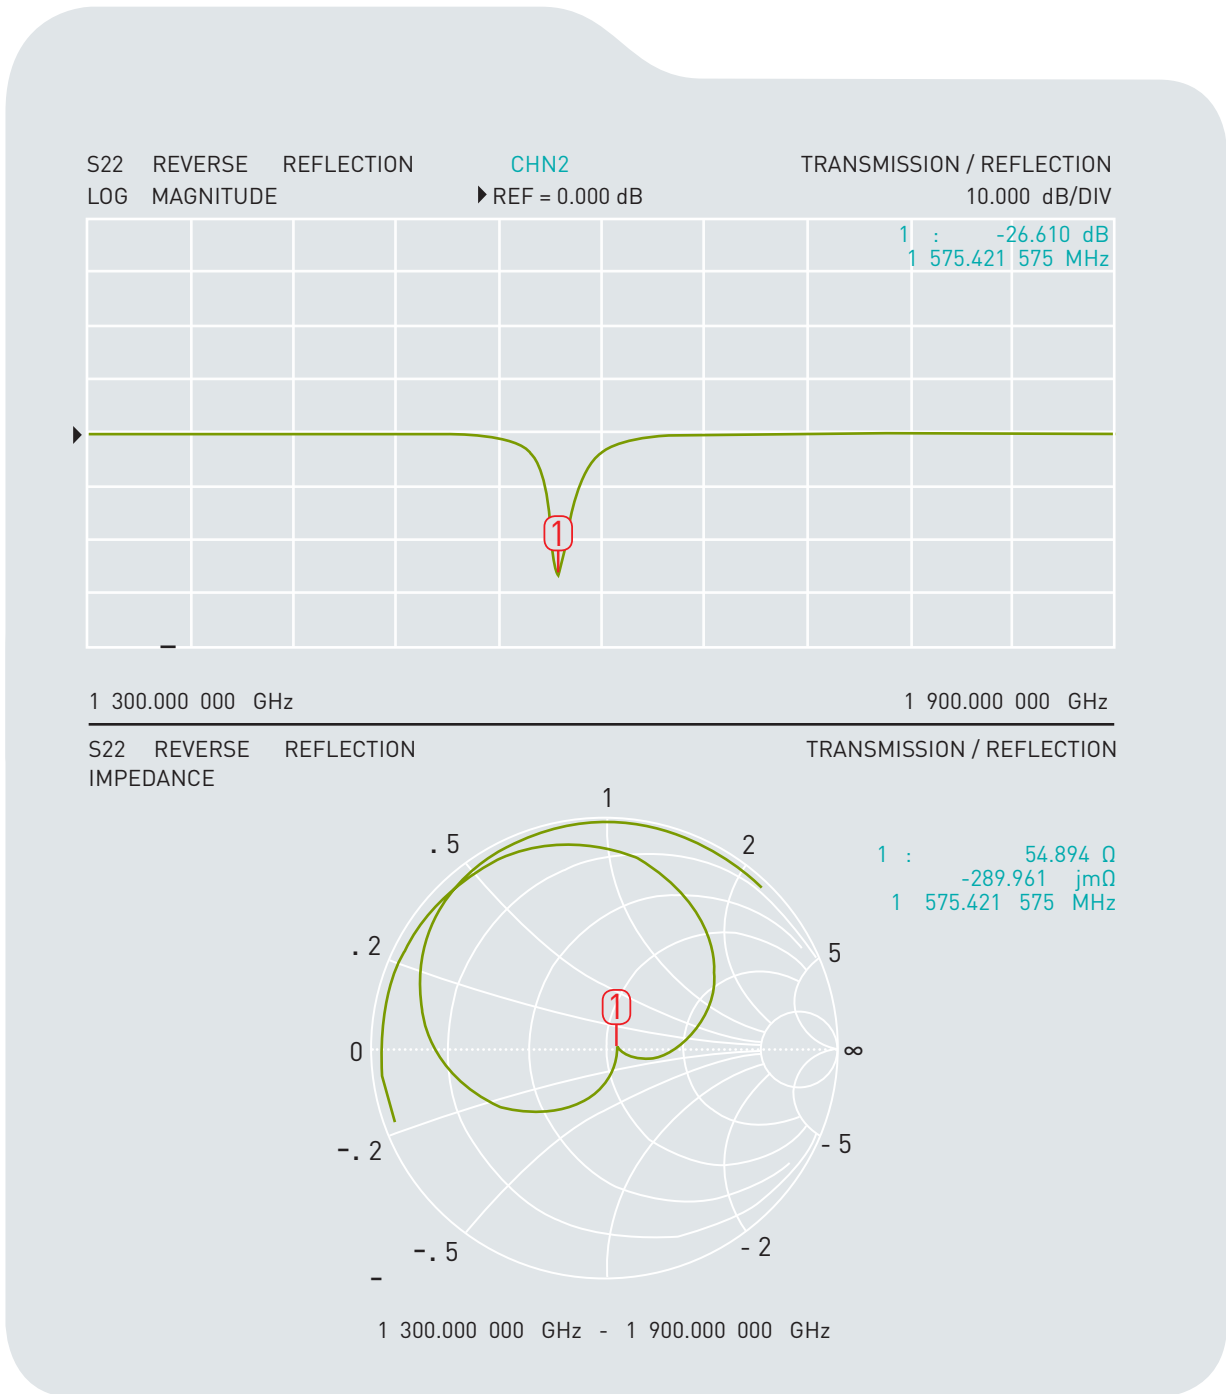 S22 REVERSE REFLECTION CHN2 TRANSMISSION / REFLECTION
LOG MAGNITUDE REF = 0.000 dB 10.000 dB/DIV
1 : -26.610 dB
1 575.421 575 MHz
1
1 300.000 000 GHz 1 900.000 000 GHz
S22 REVERSE REFLECTION TRANSMISSION / REFLECTION
IMPEDANCE
1
. 5 2
1 : 54.894 Ω
-289.961 jmΩ
1 575.421 575 MHz
. 2 5
1
0 ∞
-. 2 - 5
-. 5 - 2
-
1 300.000 000 GHz - 1 900.000 000 GHz